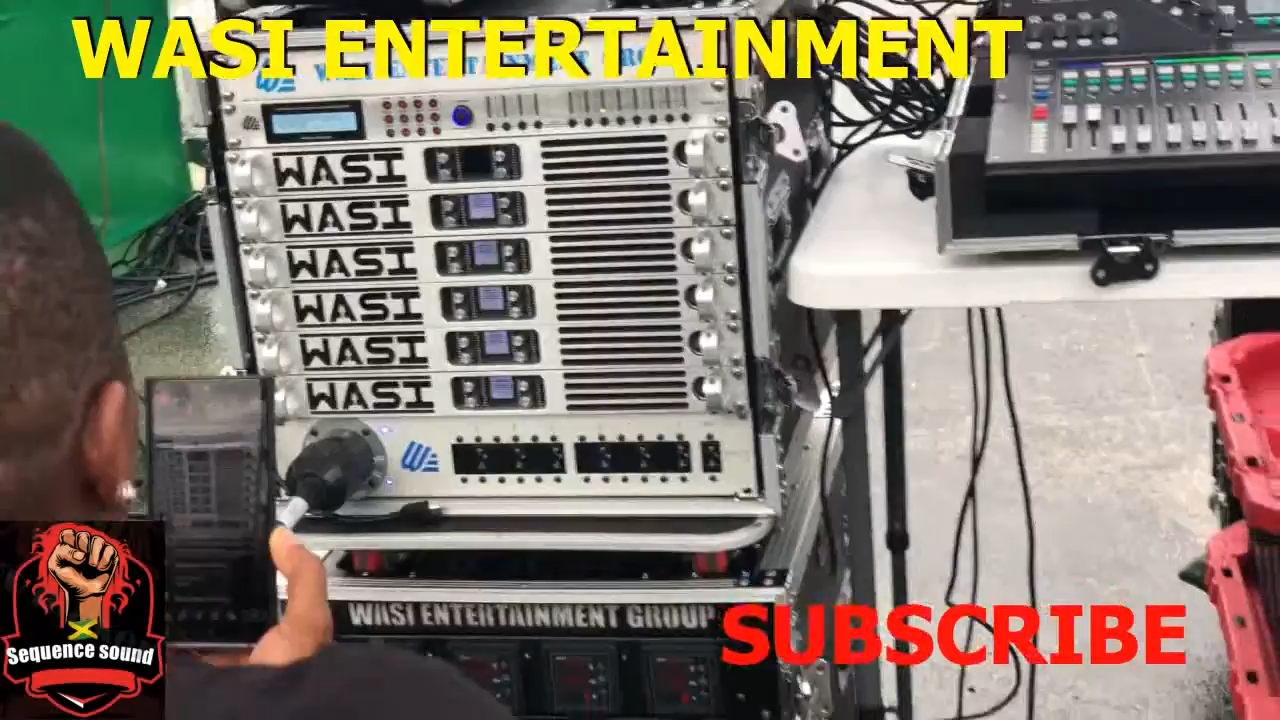 WASI ENTERTAINMENT
WASI
WASI
WASI
WASI
WASI
WASI
WASI ENTERTAINMENT GROUP
SUBSCRIBE
Sequence sound